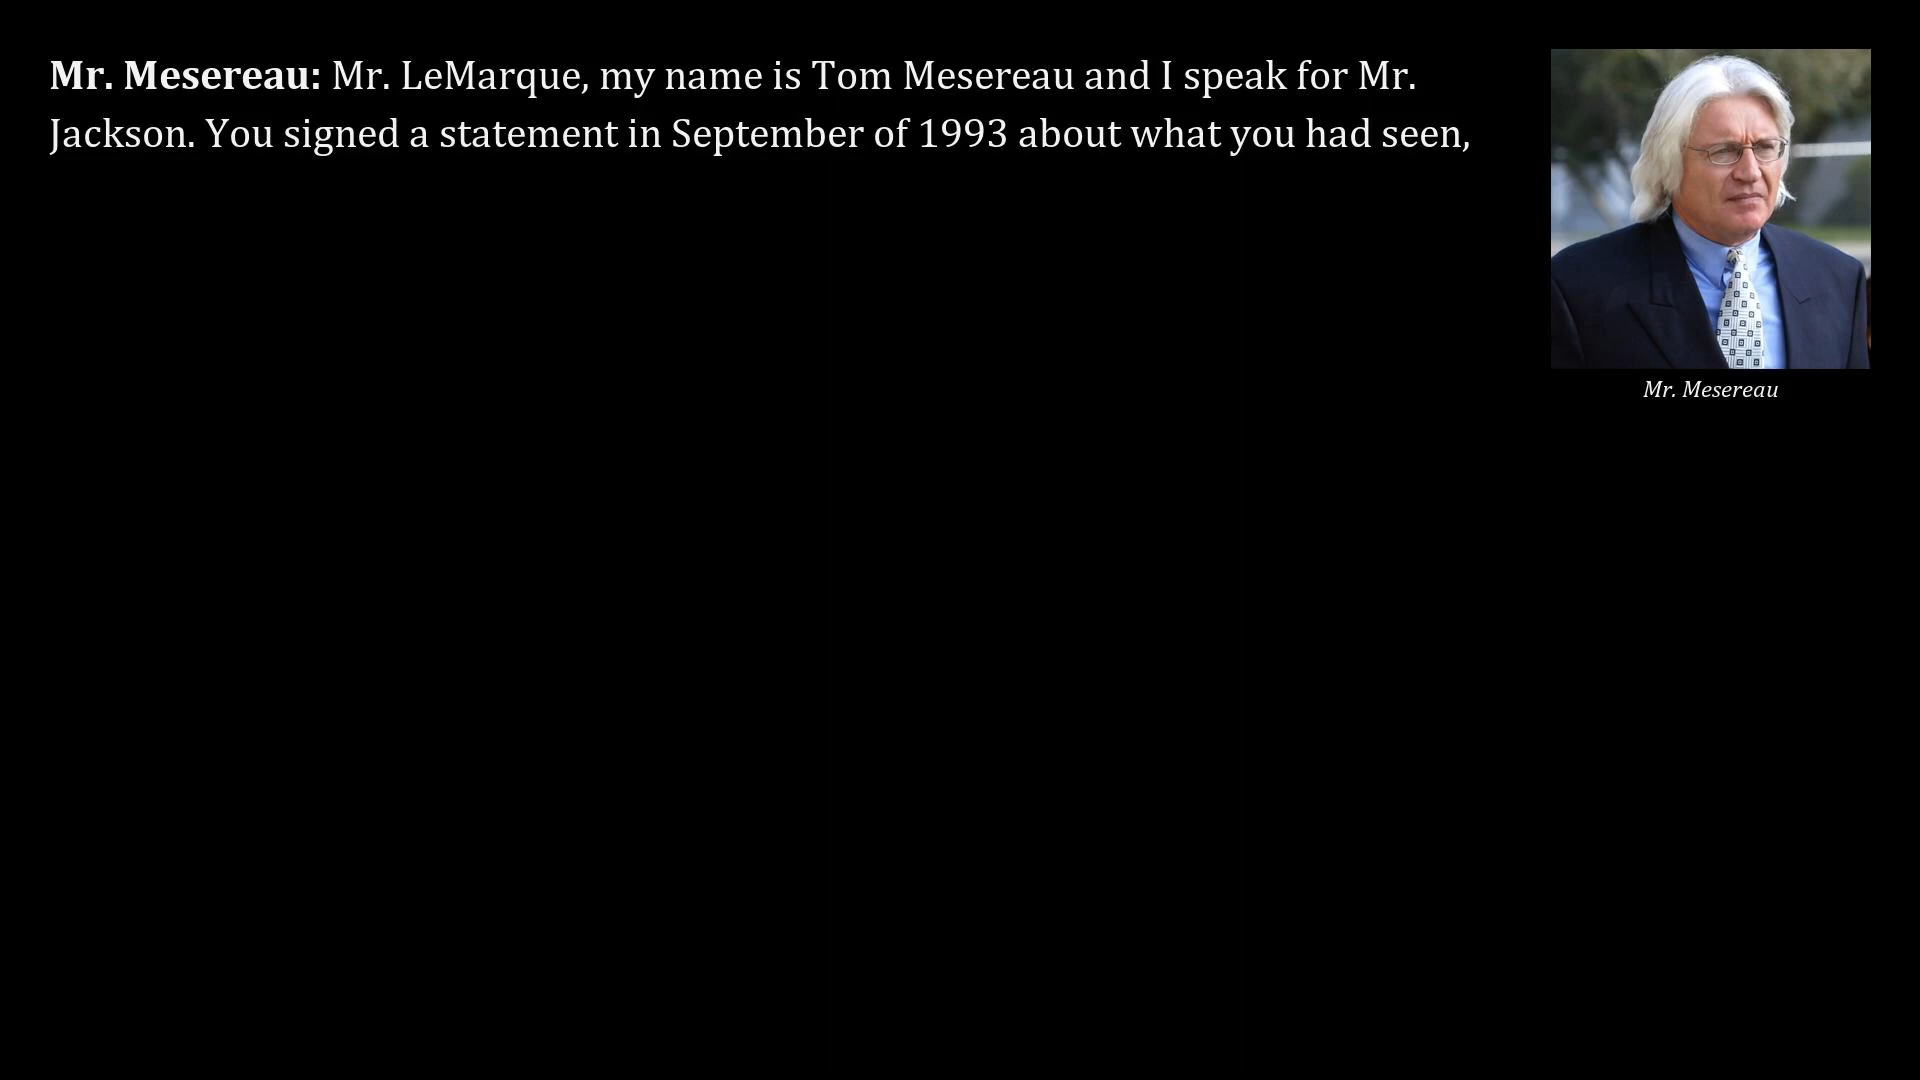 Mr. Mesereau: Mr. LeMarque, my name is Tom Mesereau and I speak for Mr.
Jackson. You signed a statement in September of 1993 about what you had seen,
Mr. Mesereau